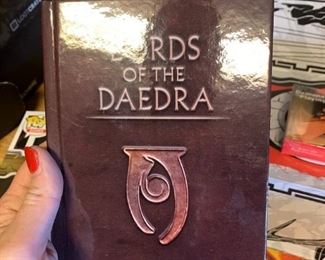 LORDS
OF THE
DAEDRA